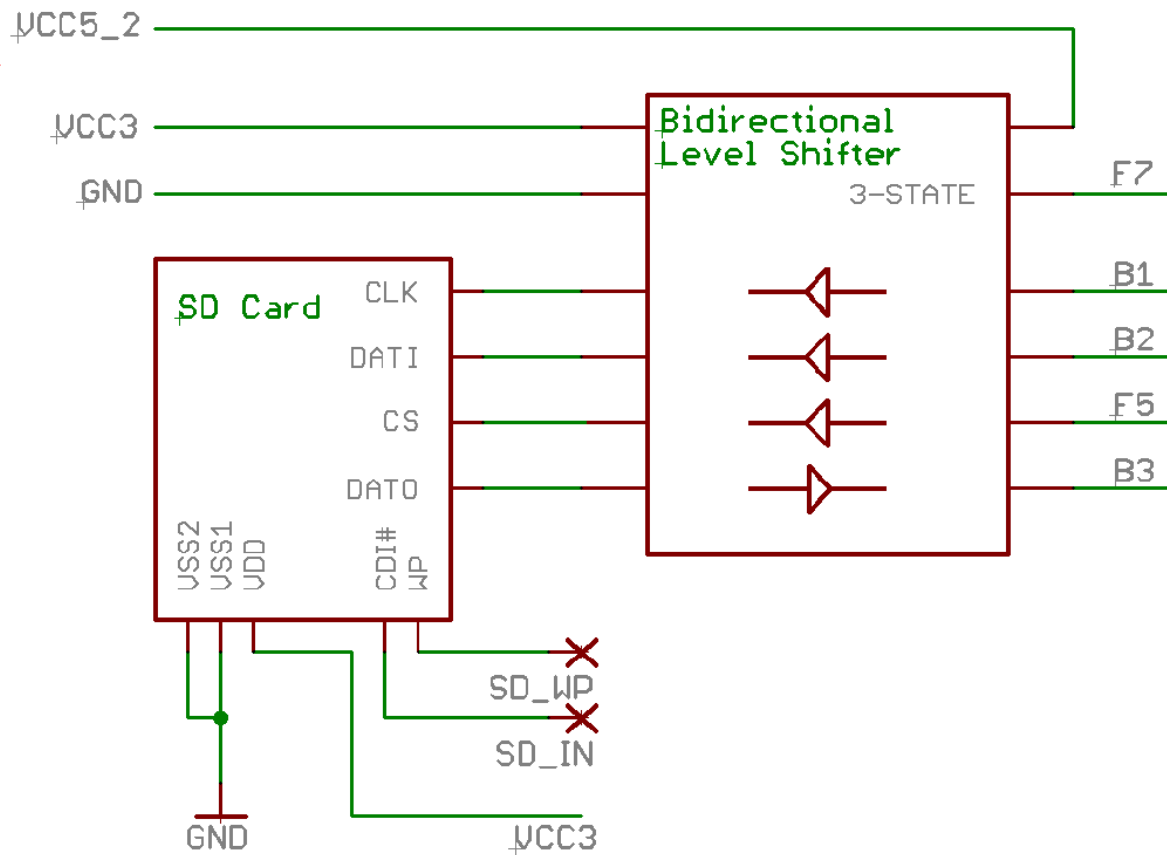 VCC5_2
VCC3
GND
Bidirectional
Level Shifter
3-STATE
F7
B1
B2
F5
B3
SD Card
CLK
DATI
CS
DATO
VSS2
VSS1
VDD
CDI#
WP
SD_WP
SD_IN
GND
VCC3